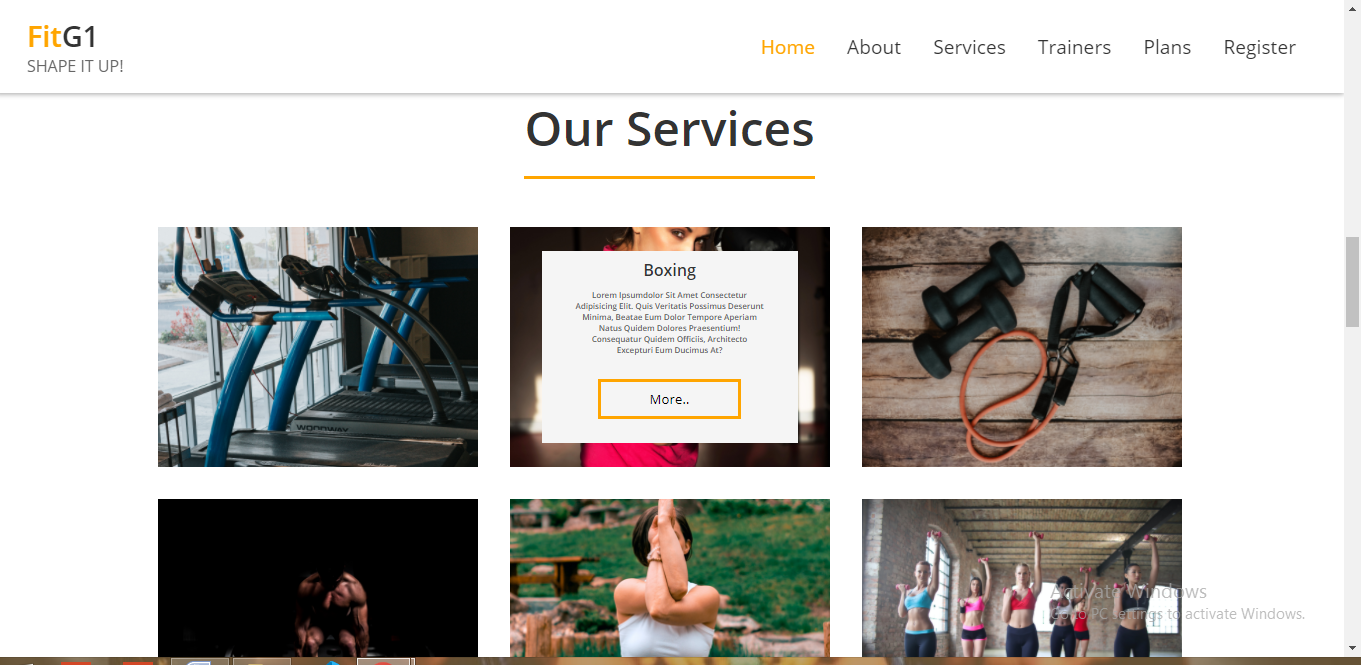 FitG1
SHAPE IT UP!
Home About Services Trainers Plans Register
Our Services
Boxing
Lorem Ipsumdolor Sit Amet Consectetur
Adipisicing Elit. Quis Veritatis Possimus Deserunt
Minima, Beatae Eum Dolor Tempore Aperiam
Natus Quidem Dolores Praesentium!
Consequatur Quidem Officiis, Architecto
Excepturi Eum Ducimus At?
More..
WOODWAY
Activate Windows
Go to PC settings to activate Windows.